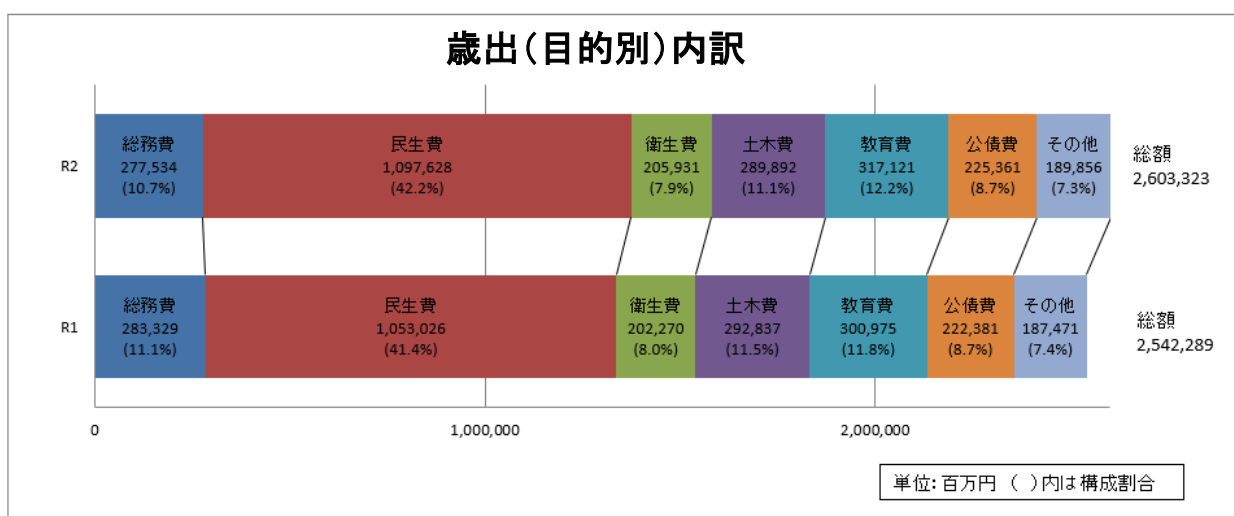 歳出(目的別)内訳
R2
総務費
277,534
(10.7%)
民生費
1,097,628
(42.2%)
衛生費
205,931
(7.9%)
土木費
289,892
(11.1%)
教育費
317,121
(12.2%)
公債費
225,361
(8.7%)
その他
189,856
(7.3%)
総額
2,603,323
R1
総務費
283,329
(11.1%)
民生費
1,053,026
(41.4%)
衛生費
202,270
(8.0%)
土木費
292,837
(11.5%)
教育費
300,975
(11.8%)
公債費
222,381
(8.7%)
その他
187,471
(7.4%)
総額
2,542,289
0
1,000,000
2,000,000
単位:百万円 ( )内は構成割合